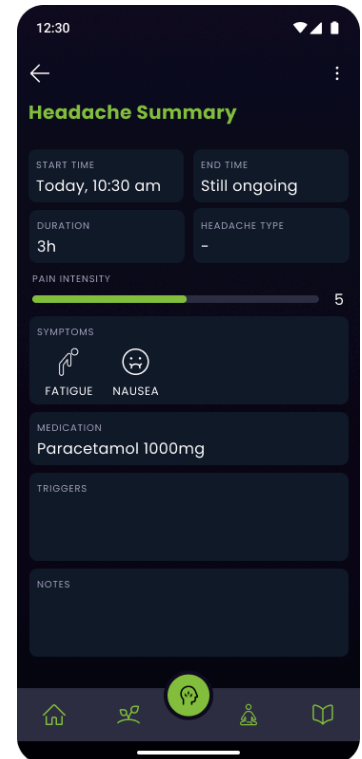 12:30
Headache Summary
START TIME
Today, 10:30 am
END TIME
Still ongoing
DURATION
3h
HEADACHE TYPE
-
PAIN INTENSITY
5
SYMPTOMS
FATIGUE NAUSEA
MEDICATION
Paracetamol 1000mg
TRIGGERS
NOTES